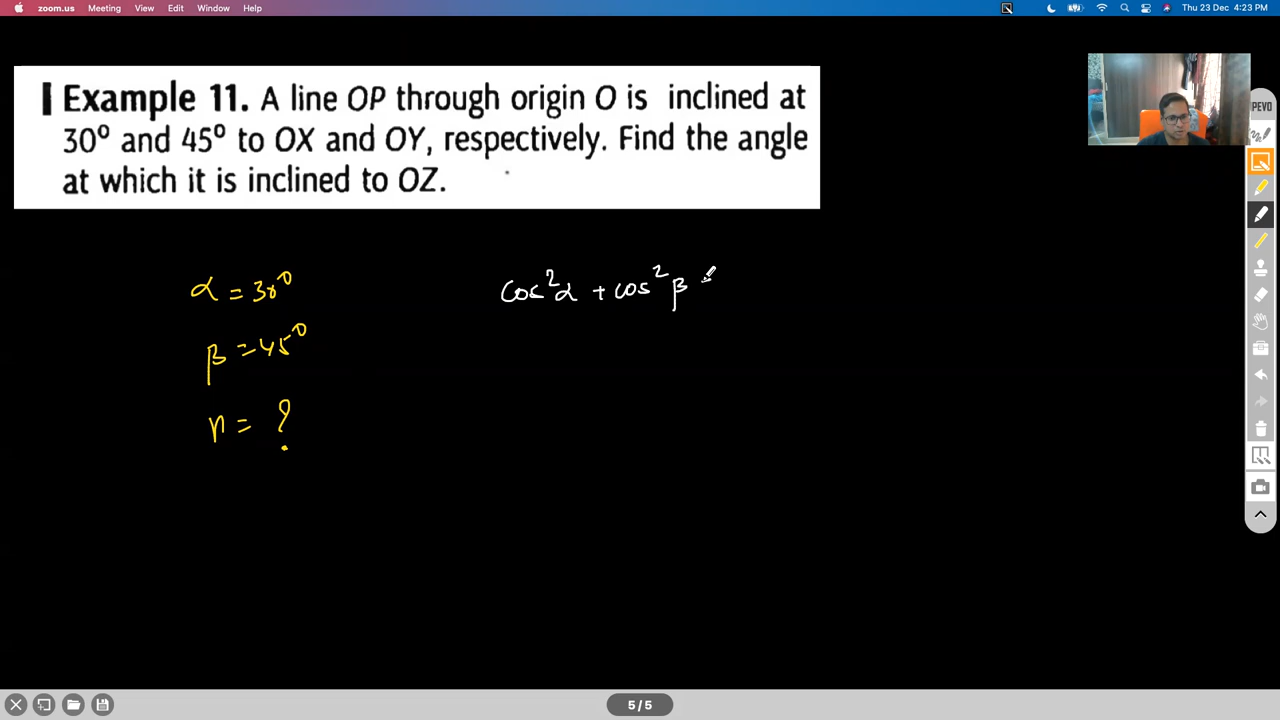 zoom.us Meeting View Edit Window Help
Thu 23 Dec 4:23 PM
Example 11. A line OP through origin O is inclined at
30° and 45° to OX and OY, respectively. Find the angle
at which it is inclined to OZ.
IPEVO
α = 30°
cos²α + cos²β
β = 45°
n = ?
5/5